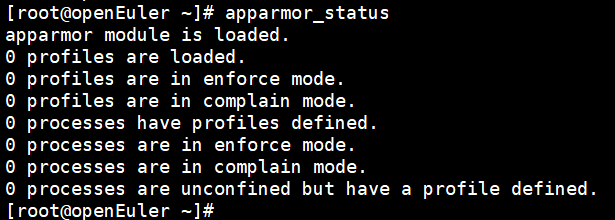 [root@openEuler ~]# apparmor_status
apparmor module is loaded.
0 profiles are loaded.
0 profiles are in enforce mode.
0 profiles are in complain mode.
0 processes have profiles defined.
0 processes are in enforce mode.
0 processes are in complain mode.
0 processes are unconfined but have a profile defined.
[root@openEuler ~]#